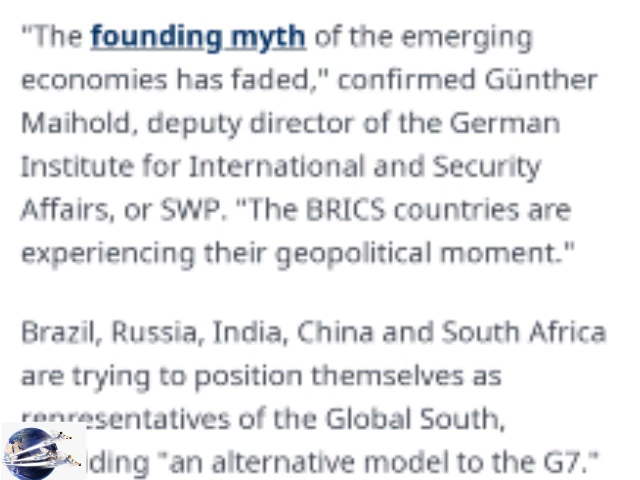 "The founding myth of the emerging
economies has faded," confirmed Günther
Maihold, deputy director of the German
Institute for International and Security
Affairs, or SWP. "The BRICS countries are
experiencing their geopolitical moment."
Brazil, Russia, India, China and South Africa
are trying to position themselves as
representatives of the Global South,
"an alternative model to the G7."